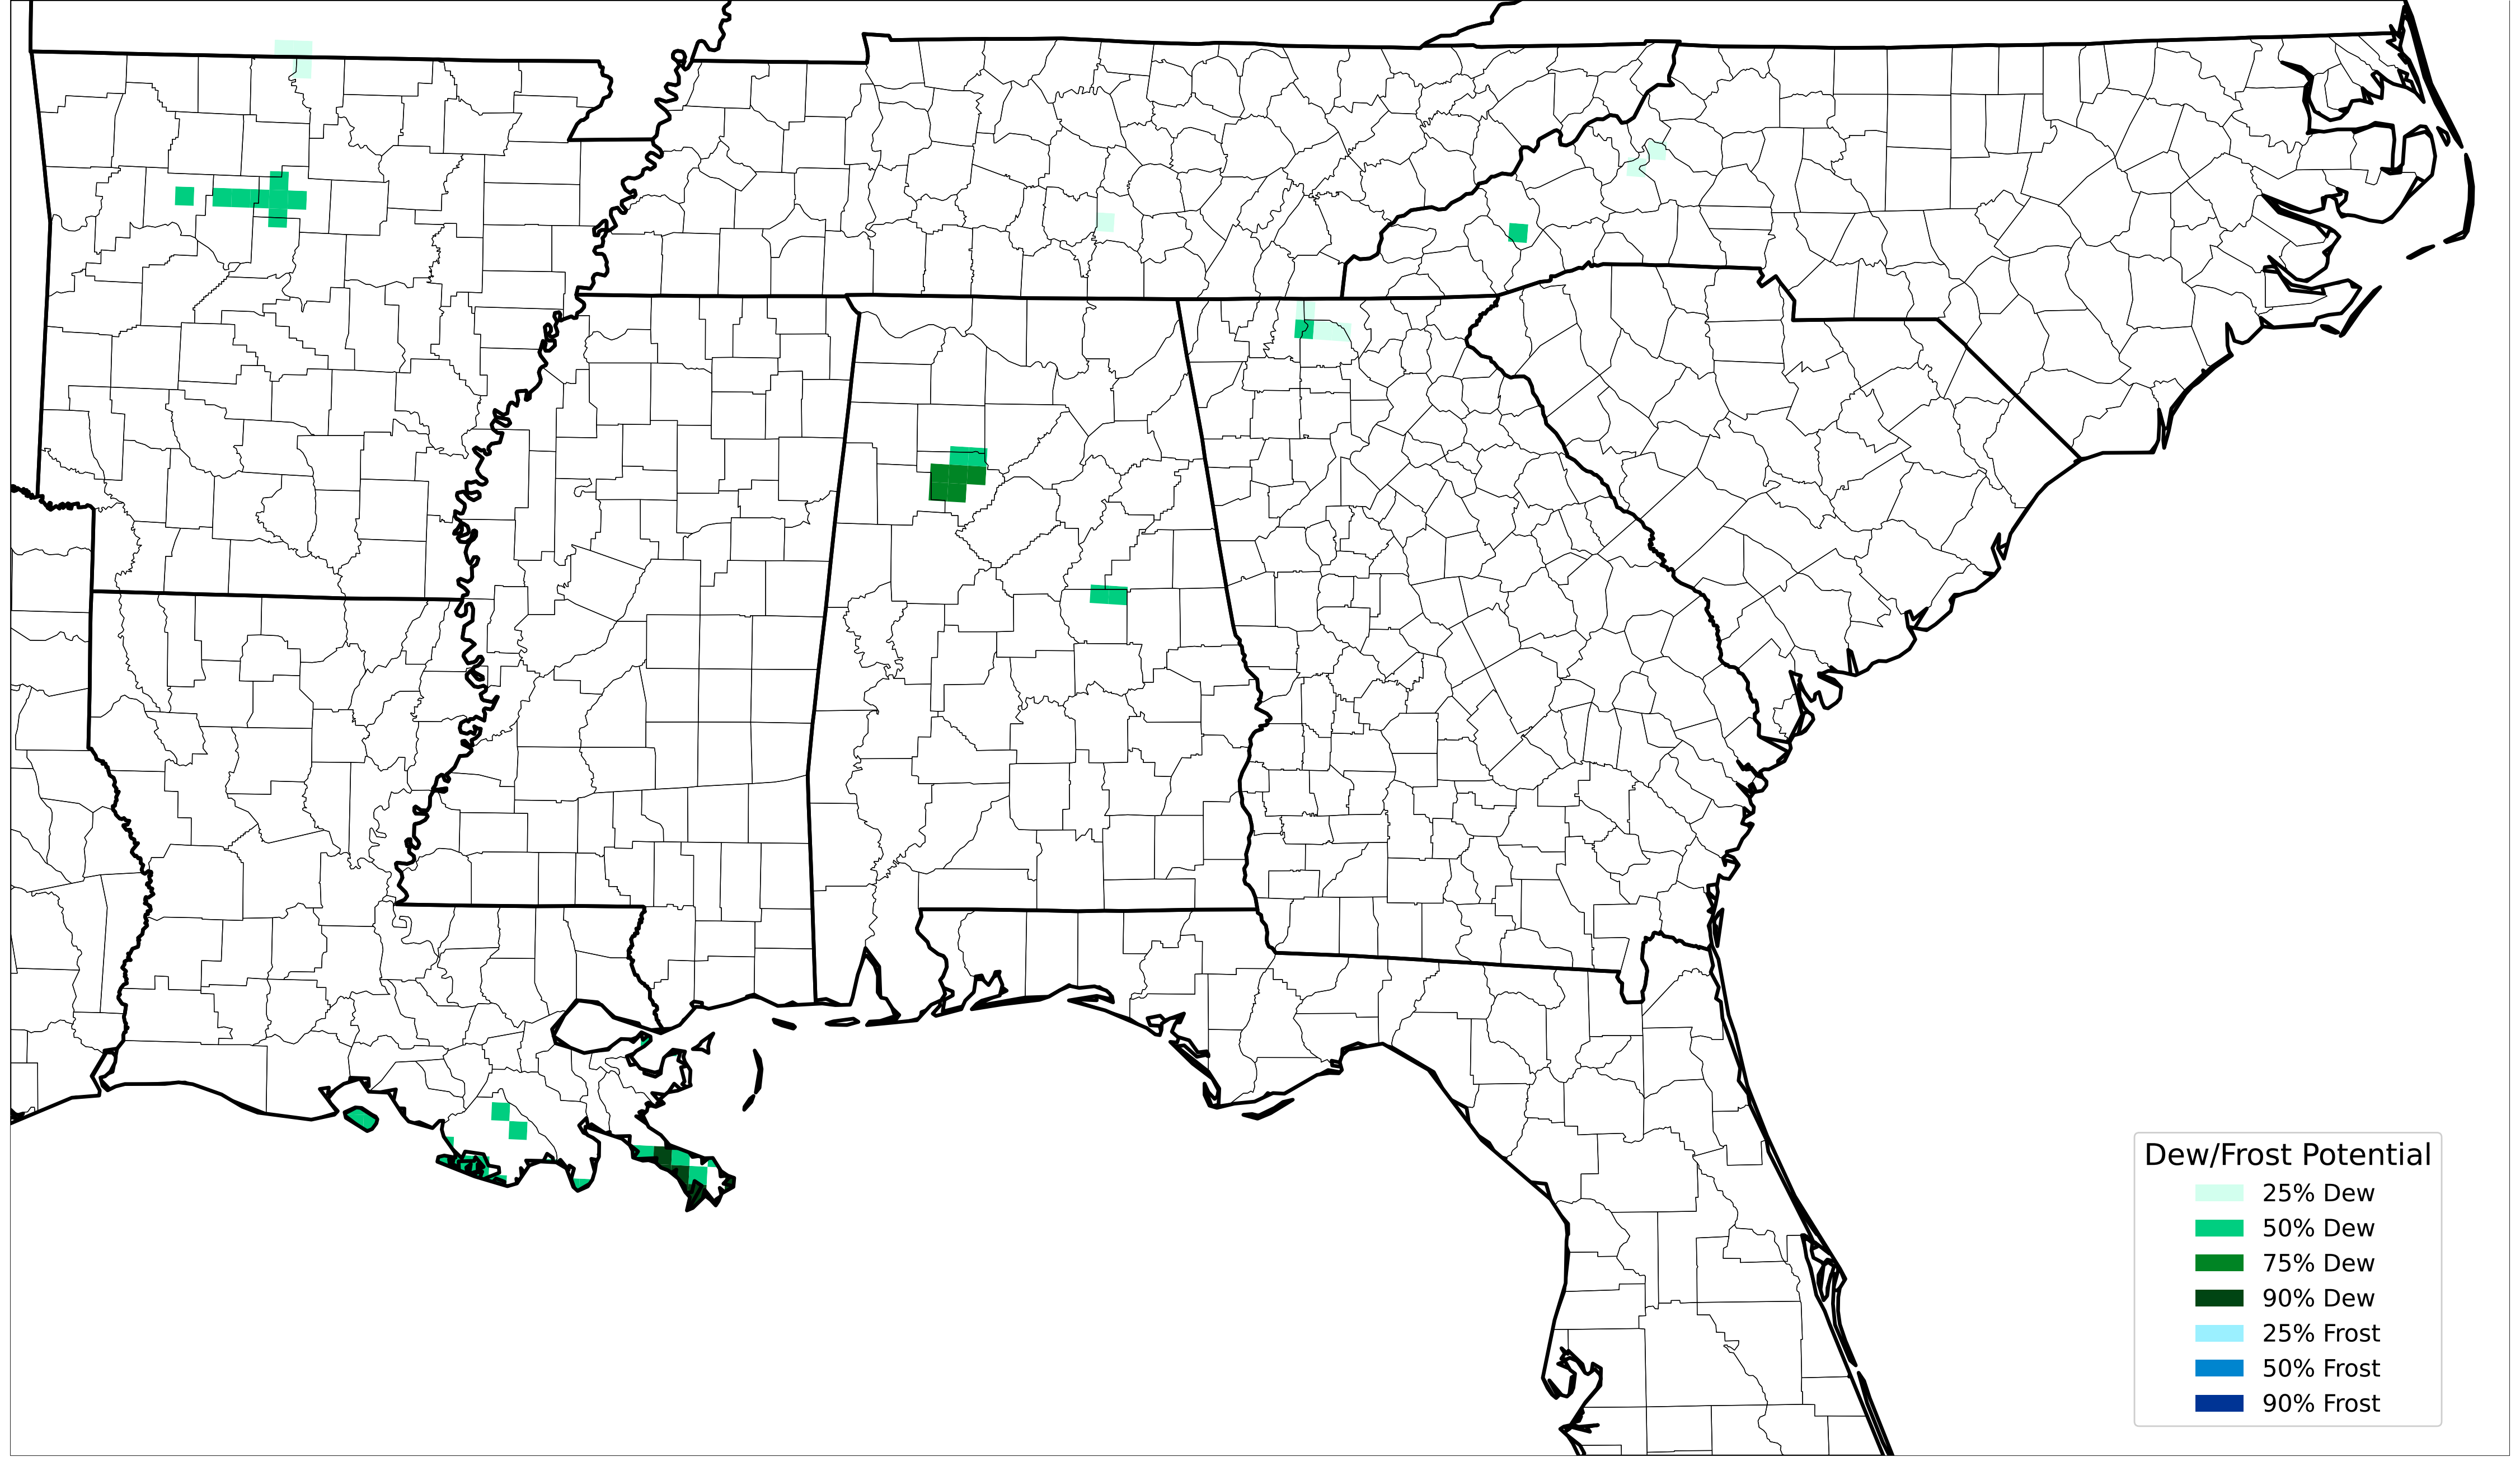 Dew/Frost Potential
25% Dew
50% Dew
75% Dew
90% Dew
25% Frost
50% Frost
90% Frost